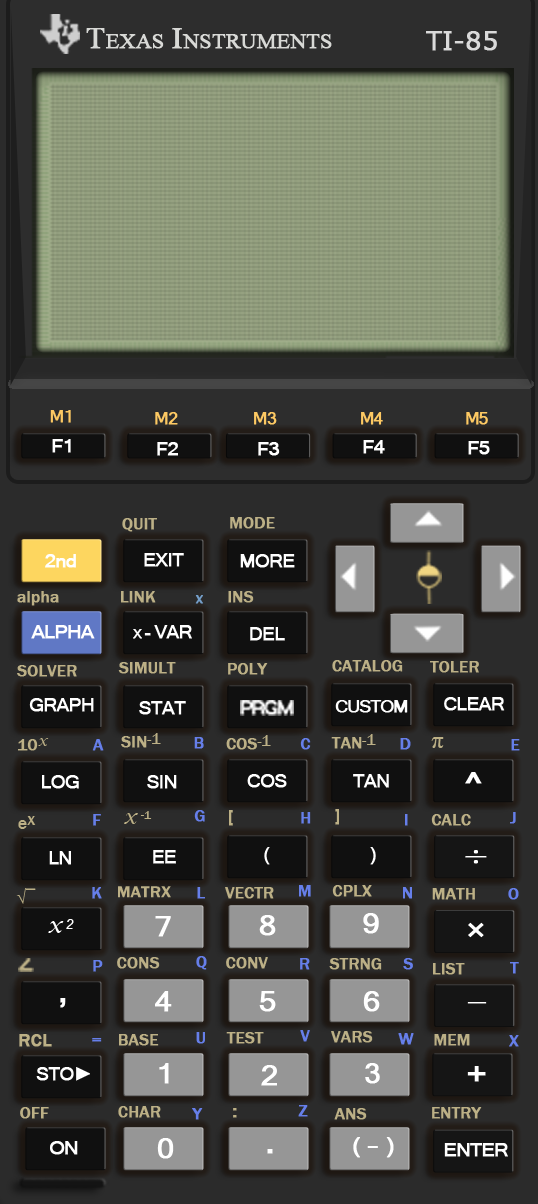 TEXAS INSTRUMENTS TI-85
M1 M2 M3 M4 M5
F1 F2 F3 F4 F5
QUIT MODE
2nd EXIT MORE
alpha LINK x INS
ALPHA x-VAR DEL
SOLVER SIMULT POLY CATALOG TOLER
GRAPH STAT PRGM CUSTOM CLEAR
10ˣ A SIN⁻¹ B COS⁻¹ C TAN⁻¹ D π E
LOG SIN COS TAN ^
eˣ F x⁻¹ G [ H ] I CALC J
LN EE ( ) ÷
√ K MATRX L VECTR M CPLX N MATH O
x² 7 8 9 ×
∠ P CONS Q CONV R STRNG S LIST T
, 4 5 6 −
RCL = BASE U TEST V VARS W MEM X
STO► 1 2 3 +
OFF CHAR Y : Z ANS ENTRY
ON 0 . (-) ENTER